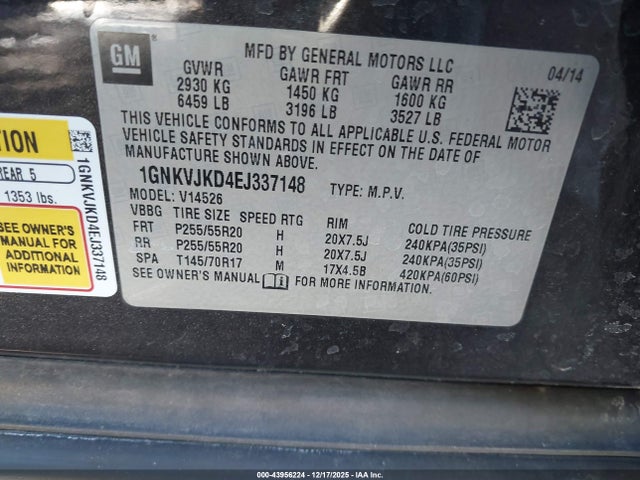 GM
MFD BY GENERAL MOTORS LLC
04/14
GVWR GAWR FRT GAWR RR
2930 KG 1450 KG 1600 KG
6459 LB 3196 LB 3527 LB
THIS VEHICLE CONFORMS TO ALL APPLICABLE U.S. FEDERAL MOTOR
VEHICLE SAFETY STANDARDS IN EFFECT ON THE DATE OF
MANUFACTURE SHOWN ABOVE.
1GNKVJKD4EJ337148 TYPE: M.P.V.
MODEL: V14526
VBBG TIRE SIZE SPEED RTG RIM COLD TIRE PRESSURE
FRT P255/55R20 H 20X7.5J 240KPA(35PSI)
RR P255/55R20 H 20X7.5J 240KPA(35PSI)
SPA T145/70R17 M 17X4.5B 420KPA(60PSI)
SEE OWNER'S MANUAL FOR MORE INFORMATION.
TION
REAR 5
1353 lbs.
SEE OWNER'S
MANUAL FOR
ADDITIONAL
INFORMATION
1GNKVJKD4EJ337148
000-43956224 - 12/17/2025 - IAAI, Inc.